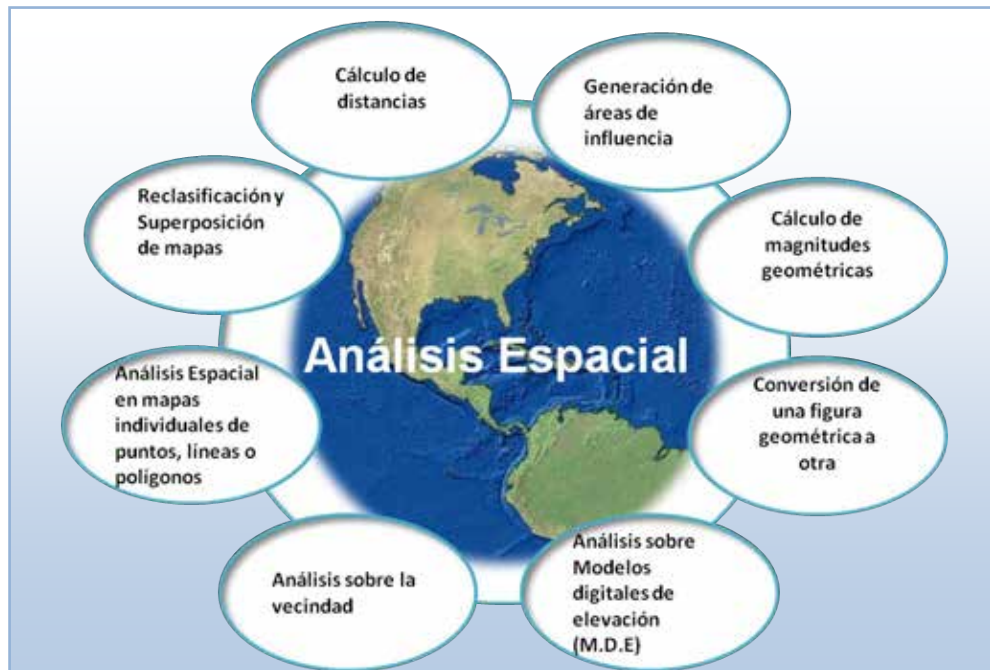 Cálculo de
distancias
Generación de
áreas de
influencia
Reclasificación y
Superposición
de mapas
Cálculo de
magnitudes
geométricas
Análisis Espacial
Análisis Espacial
en mapas
individuales de
puntos, líneas o
polígonos
Conversión de
una figura
geométrica a
otra
Análisis sobre la
vecindad
Análisis sobre
Modelos
digitales de
elevación
(M.D.E)